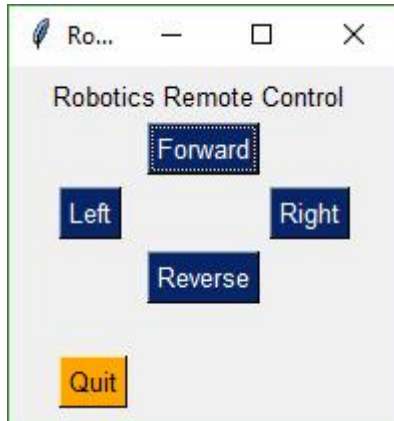 Ro...
Robotics Remote Control
Forward
Left Right
Reverse
Quit